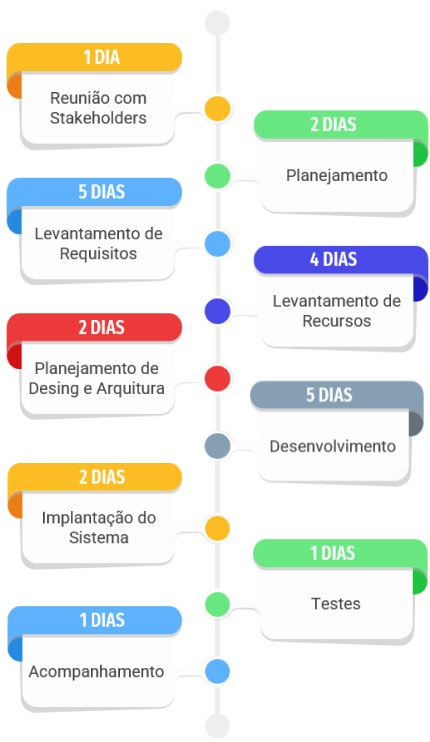 1 DIA
Reunião com
Stakeholders
2 DIAS
Planejamento
5 DIAS
Levantamento de
Requisitos
4 DIAS
Levantamento de
Recursos
2 DIAS
Planejamento de
Desing e Arquitura
5 DIAS
Desenvolvimento
2 DIAS
Implantação do
Sistema
1 DIAS
Testes
1 DIAS
Acompanhamento